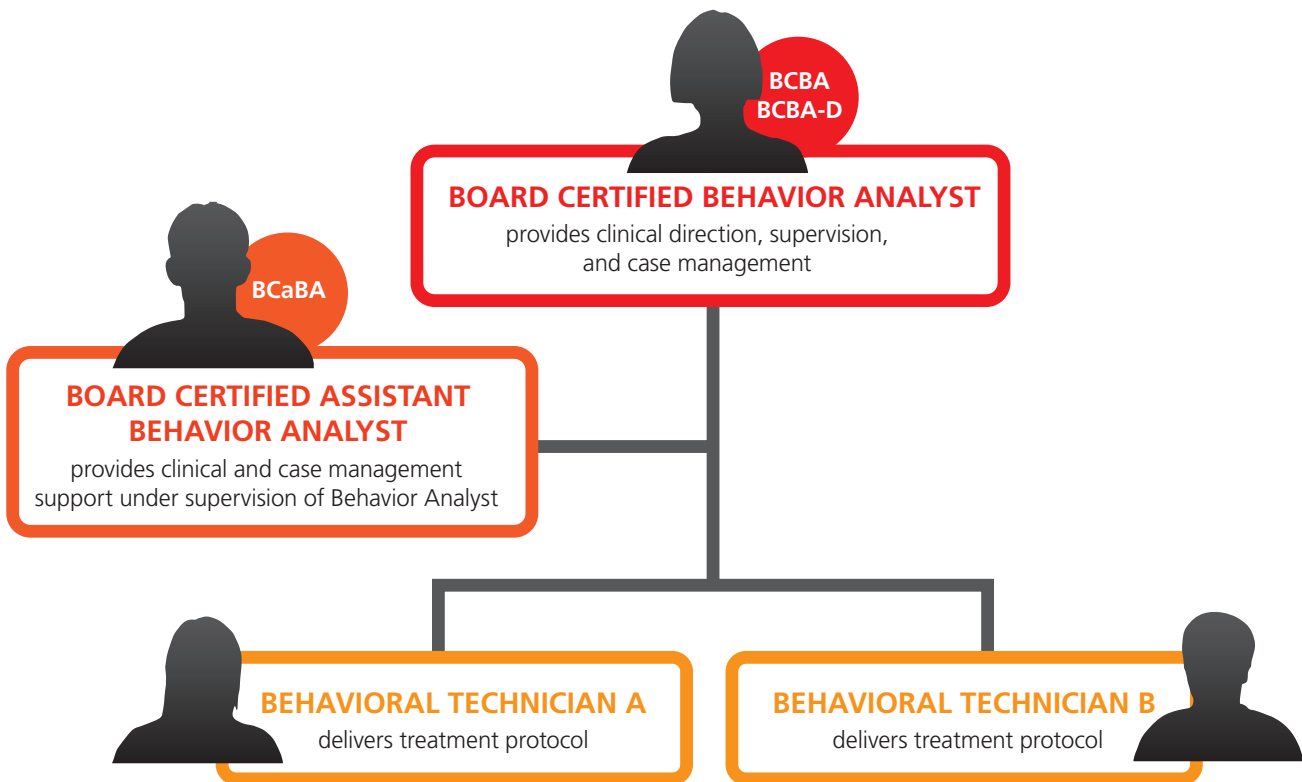 BCBA
BCBA-D
BOARD CERTIFIED BEHAVIOR ANALYST
provides clinical direction, supervision,
and case management
BCaBA
BOARD CERTIFIED ASSISTANT
BEHAVIOR ANALYST
provides clinical and case management
support under supervision of Behavior Analyst
BEHAVIORAL TECHNICIAN A
delivers treatment protocol
BEHAVIORAL TECHNICIAN B
delivers treatment protocol